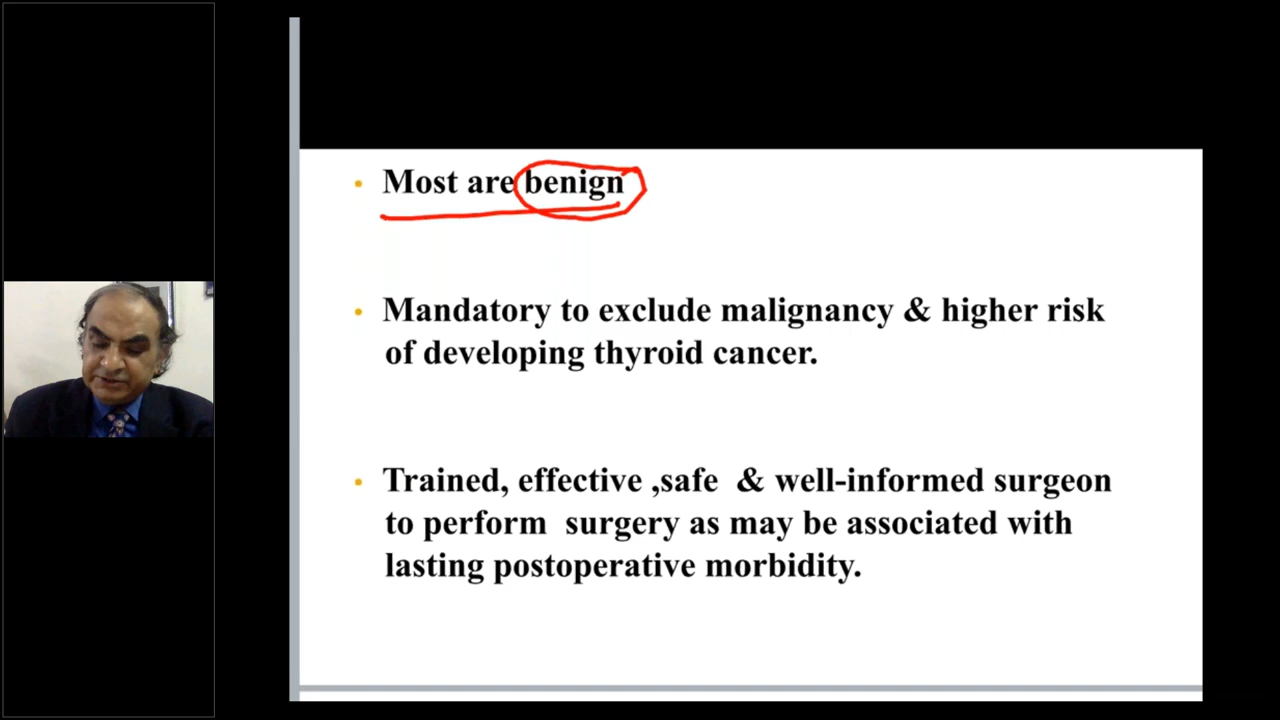 • Most are benign
• Mandatory to exclude malignancy & higher risk
of developing thyroid cancer.
• Trained, effective ,safe & well-informed surgeon
to perform surgery as may be associated with
lasting postoperative morbidity.